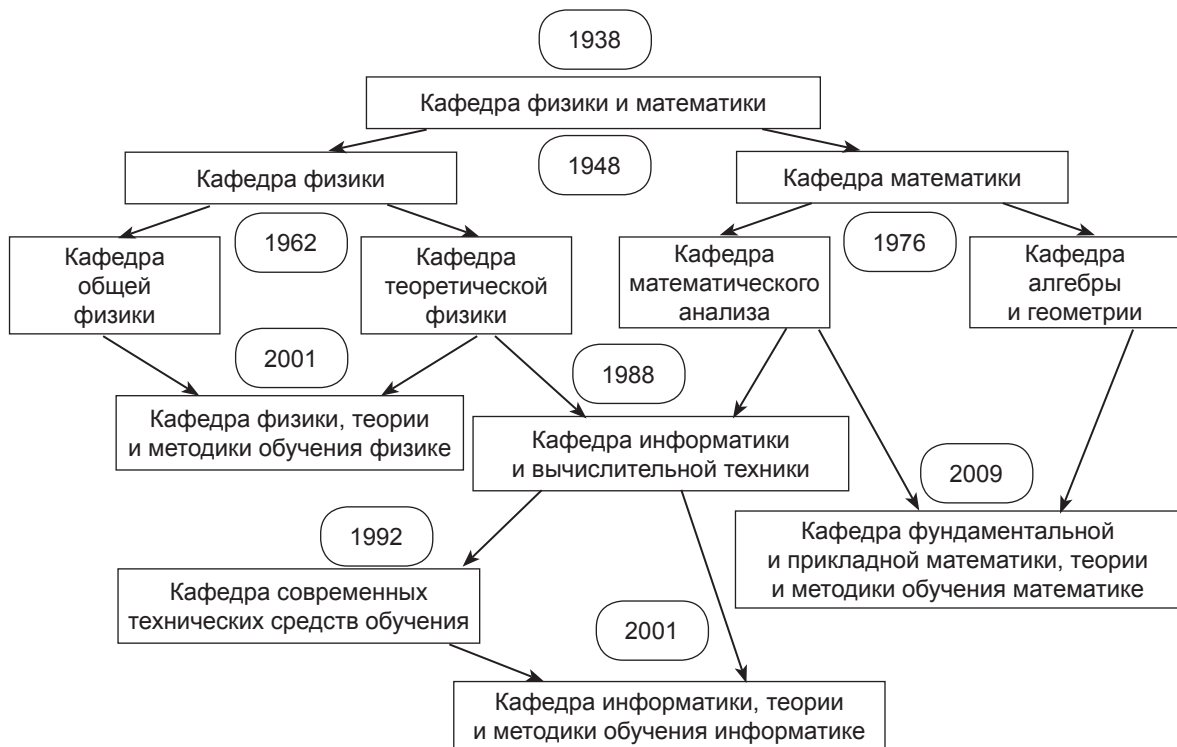 1938
Кафедра физики и математики
1948
Кафедра физики
Кафедра математики
1962
1976
Кафедра
общей
физики
Кафедра
теоретической
физики
Кафедра
математического
анализа
Кафедра
алгебры
и геометрии
2001
1988
Кафедра физики, теории
и методики обучения физике
Кафедра информатики
и вычислительной техники
2009
1992
Кафедра фундаментальной
и прикладной математики, теории
и методики обучения математике
Кафедра современных
технических средств обучения
2001
Кафедра информатики, теории
и методики обучения информатике